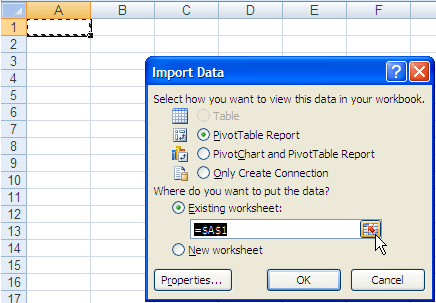 A B C D E F
1
2
3
4
5
6
7
8
9
10
11
12
13
14
15
16
17
Import Data
?
Select how you want to view this data in your workbook.
Table
PivotTable Report
PivotChart and PivotTable Report
Only Create Connection
Where do you want to put the data?
Existing worksheet:
=$A$1
New worksheet
Properties... OK Cancel